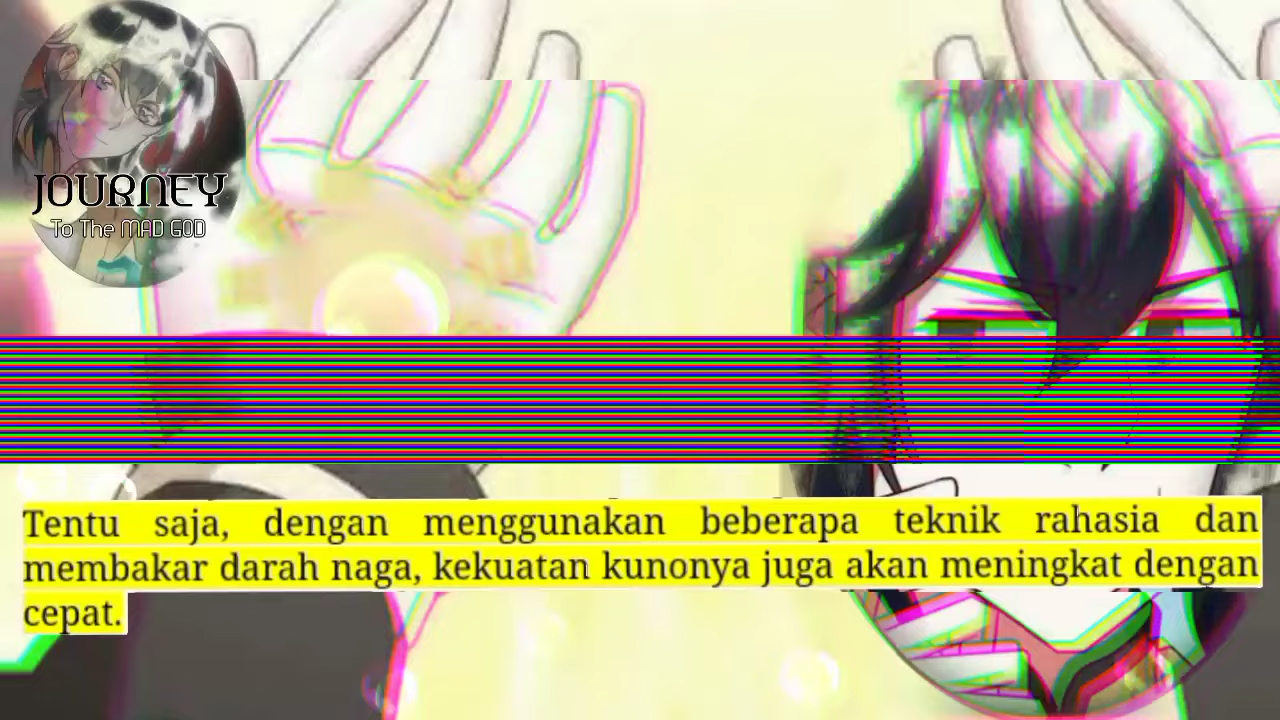 JOURNEY
To The MAD GOD
Tentu saja, dengan menggunakan beberapa teknik rahasia dan
membakar darah naga, kekuatan kunonya juga akan meningkat dengan
cepat.